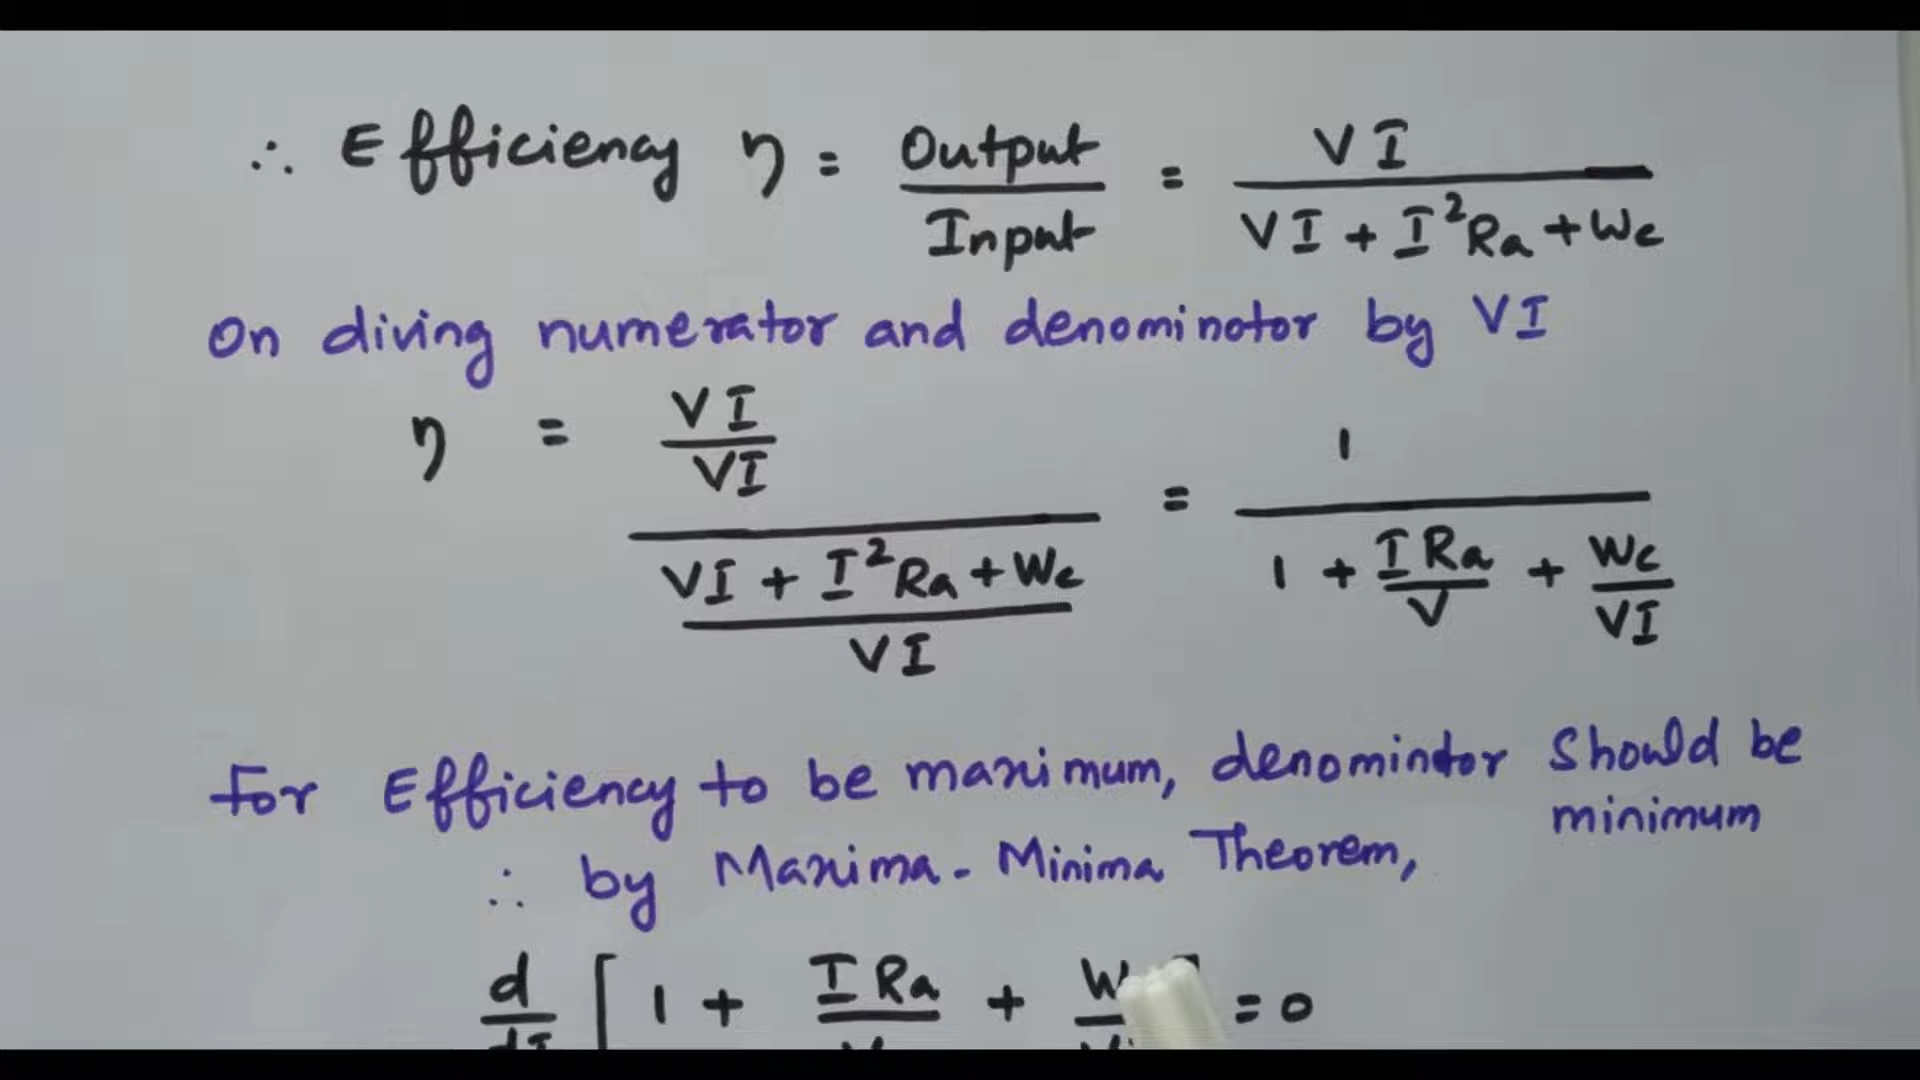 ∴ Efficiency η = Output / Input = VI / VI + I²Ra + Wc
On diving numerator and denominotor by VI
η = VI / VI / VI + I²Ra + Wc / VI = 1 / 1 + IRa / V + Wc / VI
For Efficiency to be maximum, denomintor should be minimum
∴ by Maxima - Minima Theorem,
d / dI [ 1 + IRa / V + W = 0